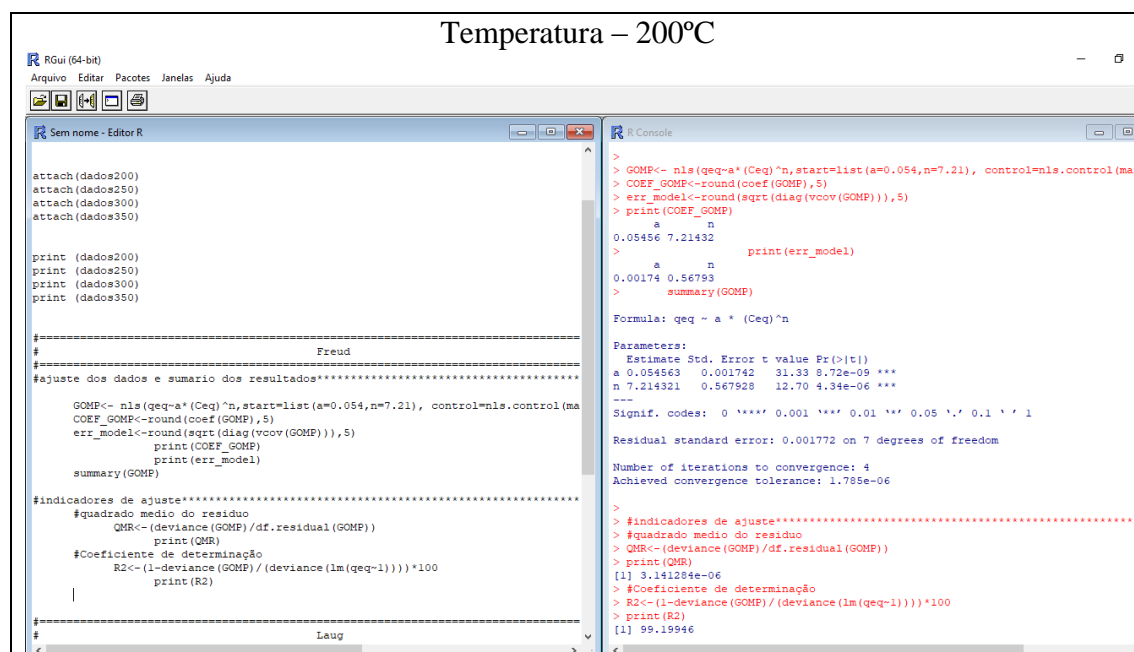 Temperatura – 200ºC
RGui (64-bit)
Arquivo Editar Pacotes Janelas Ajuda
Sem nome - Editor R
attach(dados200)
attach(dados250)
attach(dados300)
attach(dados350)
print (dados200)
print (dados250)
print (dados300)
print (dados350)
#================================================================================
# Freud
#================================================================================
#ajuste dos dados e sumario dos resultados***************************************
GOMP<- nls(qeq~a*(Ceq)^n,start=list(a=0.054,n=7.21), control=nls.control(ma
COEF_GOMP<-round(coef(GOMP),5)
err_model<-round(sqrt(diag(vcov(GOMP))),5)
print(COEF_GOMP)
print(err_model)
summary(GOMP)
#indicadores de ajuste***********************************************************
#quadrado medio do residuo
QMR<-(deviance(GOMP)/df.residual(GOMP))
print(QMR)
#Coeficiente de determinação
R2<-(1-deviance(GOMP)/(deviance(lm(qeq~1))))*100
print(R2)
#================================================================================
# Laug
R Console
>
> GOMP<- nls(qeq~a*(Ceq)^n,start=list(a=0.054,n=7.21), control=nls.control(ma
> COEF_GOMP<-round(coef(GOMP),5)
> err_model<-round(sqrt(diag(vcov(GOMP))),5)
> print(COEF_GOMP)
a n
0.05456 7.21432
> print(err_model)
a n
0.00174 0.56793
> summary(GOMP)
Formula: qeq ~ a * (Ceq)^n
Parameters:
Estimate Std. Error t value Pr(>|t|)
a 0.054563 0.001742 31.33 8.72e-09 ***
n 7.214321 0.567928 12.70 4.34e-06 ***
---
Signif. codes: 0 ‘***’ 0.001 ‘**’ 0.01 ‘*’ 0.05 ‘.’ 0.1 ‘ ’ 1
Residual standard error: 0.001772 on 7 degrees of freedom
Number of iterations to convergence: 4
Achieved convergence tolerance: 1.785e-06
>
> #indicadores de ajuste*****************************************************
> #quadrado medio do residuo
> QMR<-(deviance(GOMP)/df.residual(GOMP))
> print(QMR)
[1] 3.141284e-06
> #Coeficiente de determinação
> R2<-(1-deviance(GOMP)/(deviance(lm(qeq~1))))*100
> print(R2)
[1] 99.19946